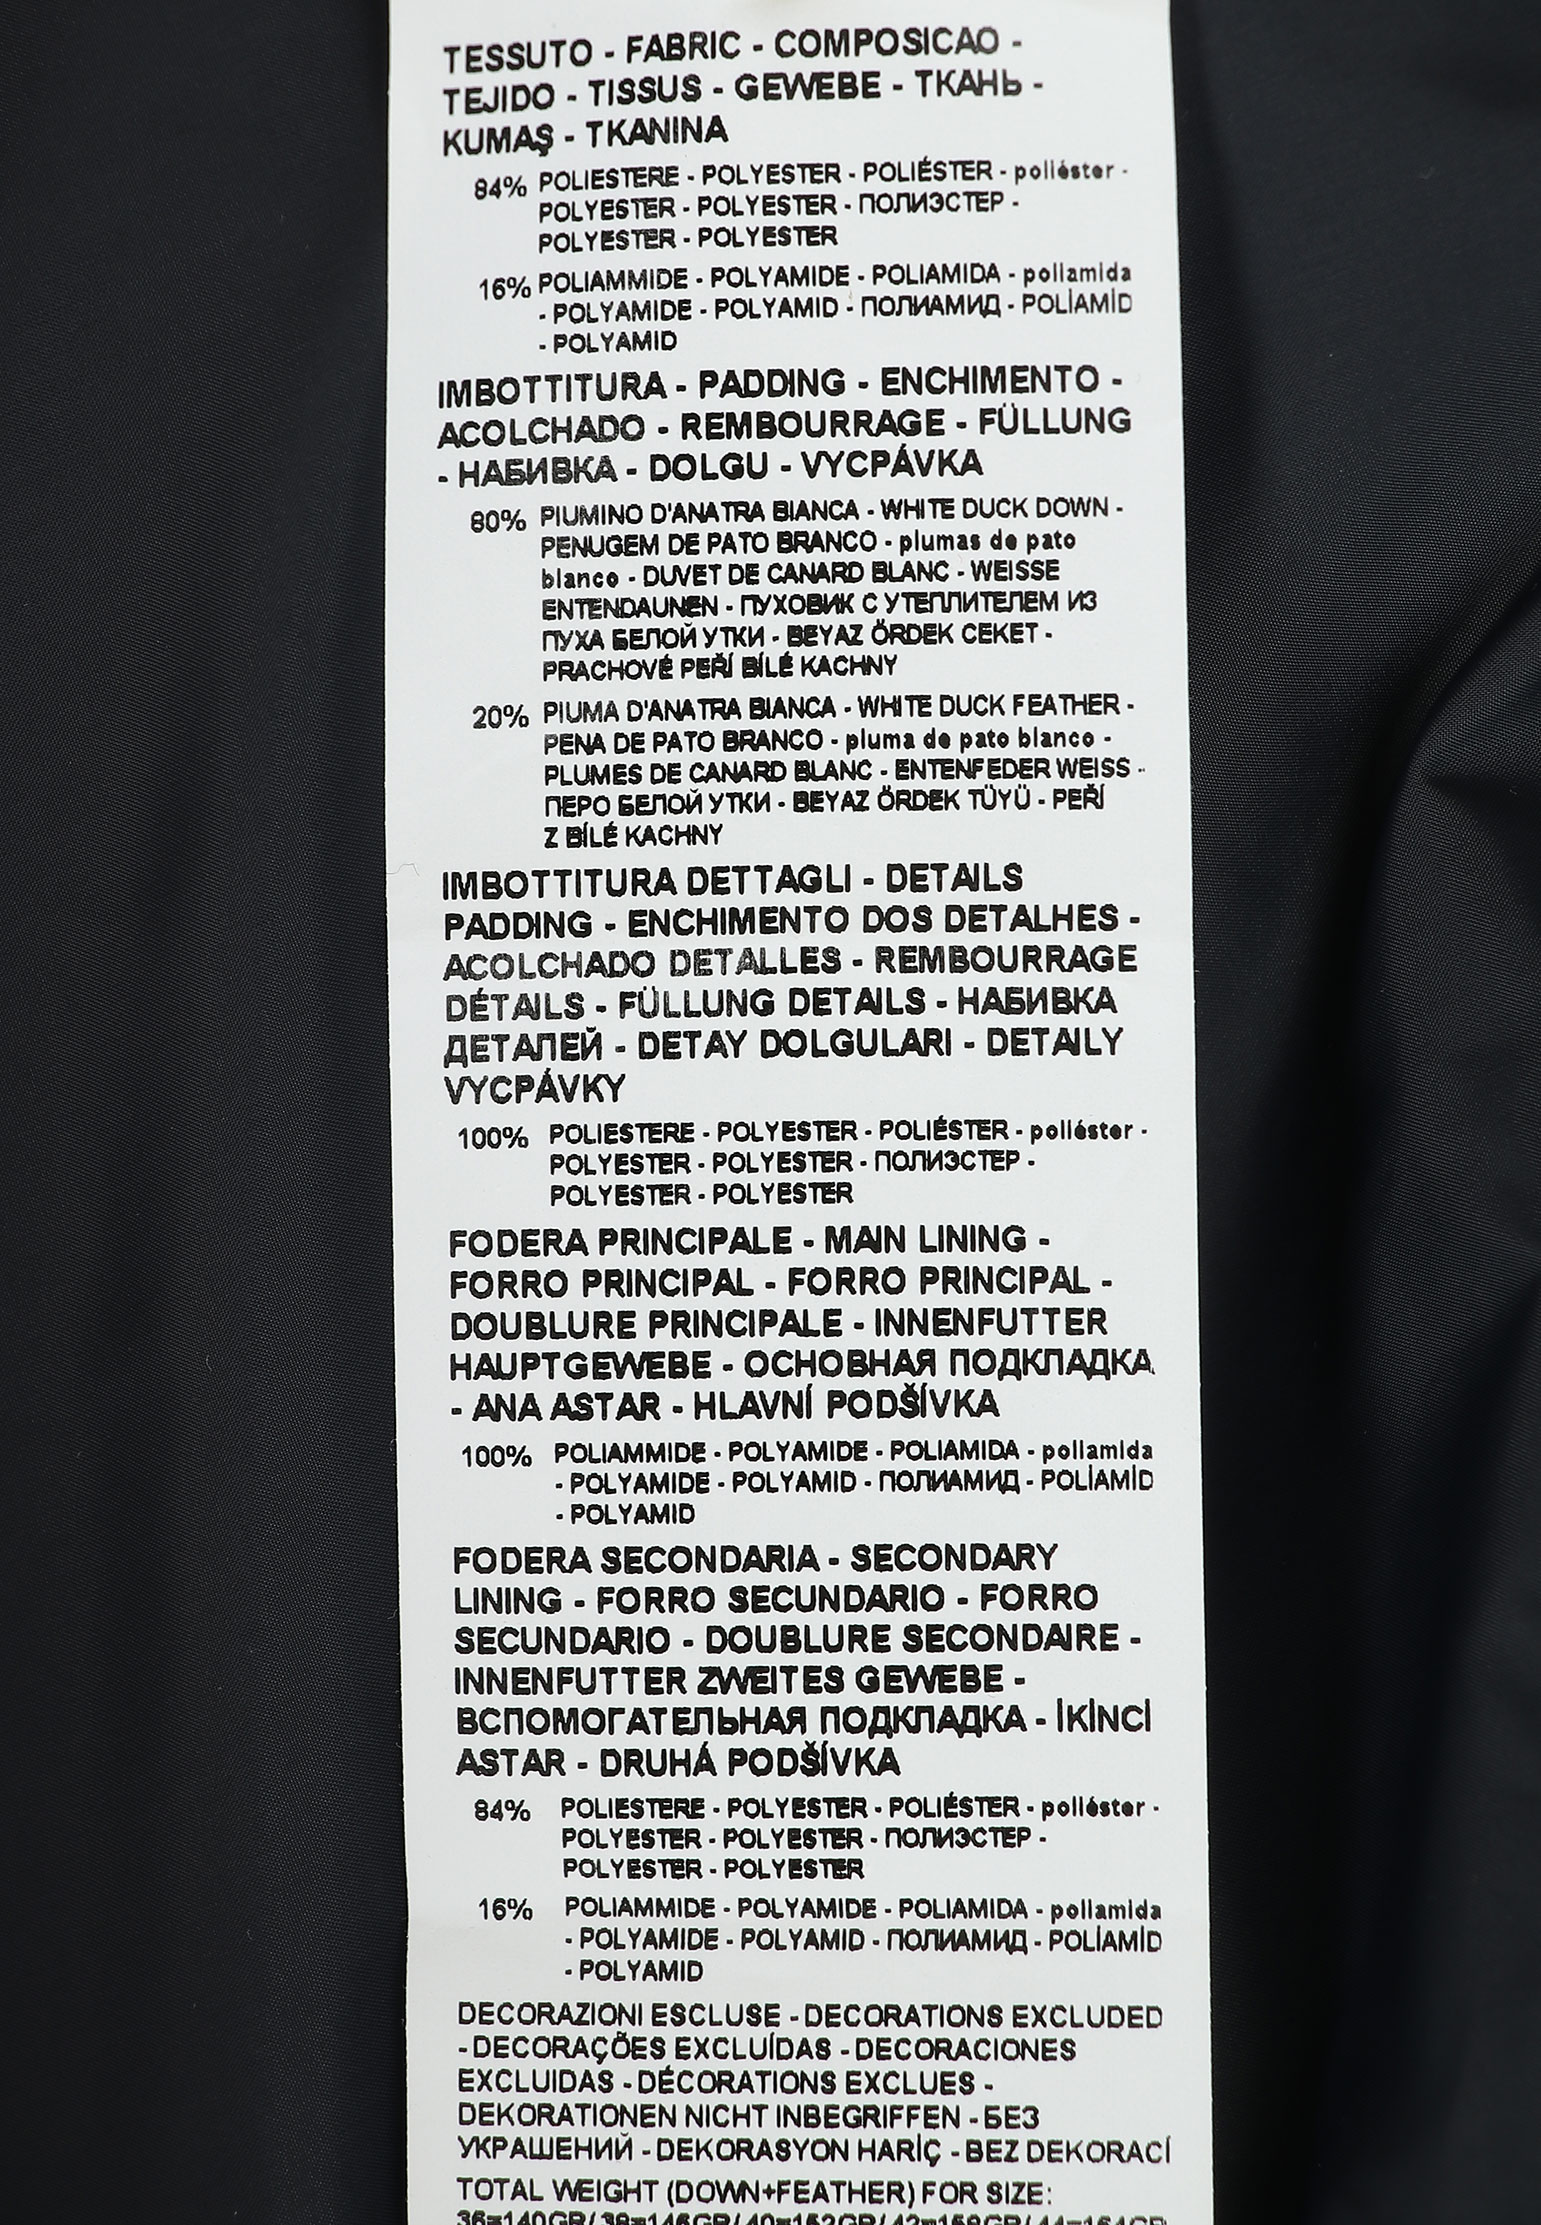 TESSUTO - FABRIC - COMPOSICAO -
TEJIDO - TISSUS - GEWEBE - ТКАНЬ -
KUMAŞ - TKANINA
84% POLIESTERE - POLYESTER - POLIÉSTER - poliéster -
POLYESTER - POLYESTER - ПОЛИЭСТЕР -
POLYESTER - POLYESTER
16% POLIAMMIDE - POLYAMIDE - POLIAMIDA - poliamida
- POLYAMIDE - POLYAMID - ПОЛИАМИД - POLİAMİD
- POLYAMID
IMBOTTITURA - PADDING - ENCHIMENTO -
ACOLCHADO - REMBOURRAGE - FÜLLUNG
- НАБИВКА - DOLGU - VYCPÁVKA
80% PIUMINO D'ANATRA BIANCA - WHITE DUCK DOWN -
PENUGEM DE PATO BRANCO - plumas de pato
blanco - DUVET DE CANARD BLANC - WEISSE
ENTENDAUNEN - ПУХОВИК С УТЕПЛИТЕЛЕМ ИЗ
ПУХА БЕЛОЙ УТКИ - BEYAZ ÖRDEK CEKET -
PRACHOVÉ PEŘÍ BÍLÉ KACHNY
20% PIUMA D'ANATRA BIANCA - WHITE DUCK FEATHER -
PENA DE PATO BRANCO - pluma de pato blanco -
PLUMES DE CANARD BLANC - ENTENFEDER WEISS -
ПЕРО БЕЛОЙ УТКИ - BEYAZ ÖRDEK TÜYÜ - PEŘÍ
Z BÍLÉ KACHNY
IMBOTTITURA DETTAGLI - DETAILS
PADDING - ENCHIMENTO DOS DETALHES -
ACOLCHADO DETALLES - REMBOURRAGE
DÉTAILS - FÜLLUNG DETAILS - НАБИВКА
ДЕТАЛЕЙ - DETAY DOLGULARI - DETAILY
VYCPÁVKY
100% POLIESTERE - POLYESTER - POLIÉSTER - poliéster -
POLYESTER - POLYESTER - ПОЛИЭСТЕР -
POLYESTER - POLYESTER
FODERA PRINCIPALE - MAIN LINING -
FORRO PRINCIPAL - FORRO PRINCIPAL -
DOUBLURE PRINCIPALE - INNENFUTTER
HAUPTGEWEBE - ОСНОВНАЯ ПОДКЛАДКА
- ANA ASTAR - HLAVNÍ PODŠÍVKA
100% POLIAMMIDE - POLYAMIDE - POLIAMIDA - poliamida
- POLYAMIDE - POLYAMID - ПОЛИАМИД - POLİAMİD
- POLYAMID
FODERA SECONDARIA - SECONDARY
LINING - FORRO SECUNDARIO - FORRO
SECUNDARIO - DOUBLURE SECONDAIRE -
INNENFUTTER ZWEITES GEWEBE -
ВСПОМОГАТЕЛЬНАЯ ПОДКЛАДКА - İKİNCİ
ASTAR - DRUHÁ PODŠÍVKA
84% POLIESTERE - POLYESTER - POLIÉSTER - poliéster -
POLYESTER - POLYESTER - ПОЛИЭСТЕР -
POLYESTER - POLYESTER
16% POLIAMMIDE - POLYAMIDE - POLIAMIDA - poliamida
- POLYAMIDE - POLYAMID - ПОЛИАМИД - POLİAMİD
- POLYAMID
DECORAZIONI ESCLUSE - DECORATIONS EXCLUDED
- DECORAÇÕES EXCLUÍDAS - DECORACIONES
EXCLUIDAS - DÉCORATIONS EXCLUES -
DEKORATIONEN NICHT INBEGRIFFEN - БЕЗ
УКРАШЕНИЙ - DEKORASYON HARİÇ - BEZ DEKORACÍ
TOTAL WEIGHT (DOWN+FEATHER) FOR SIZE: